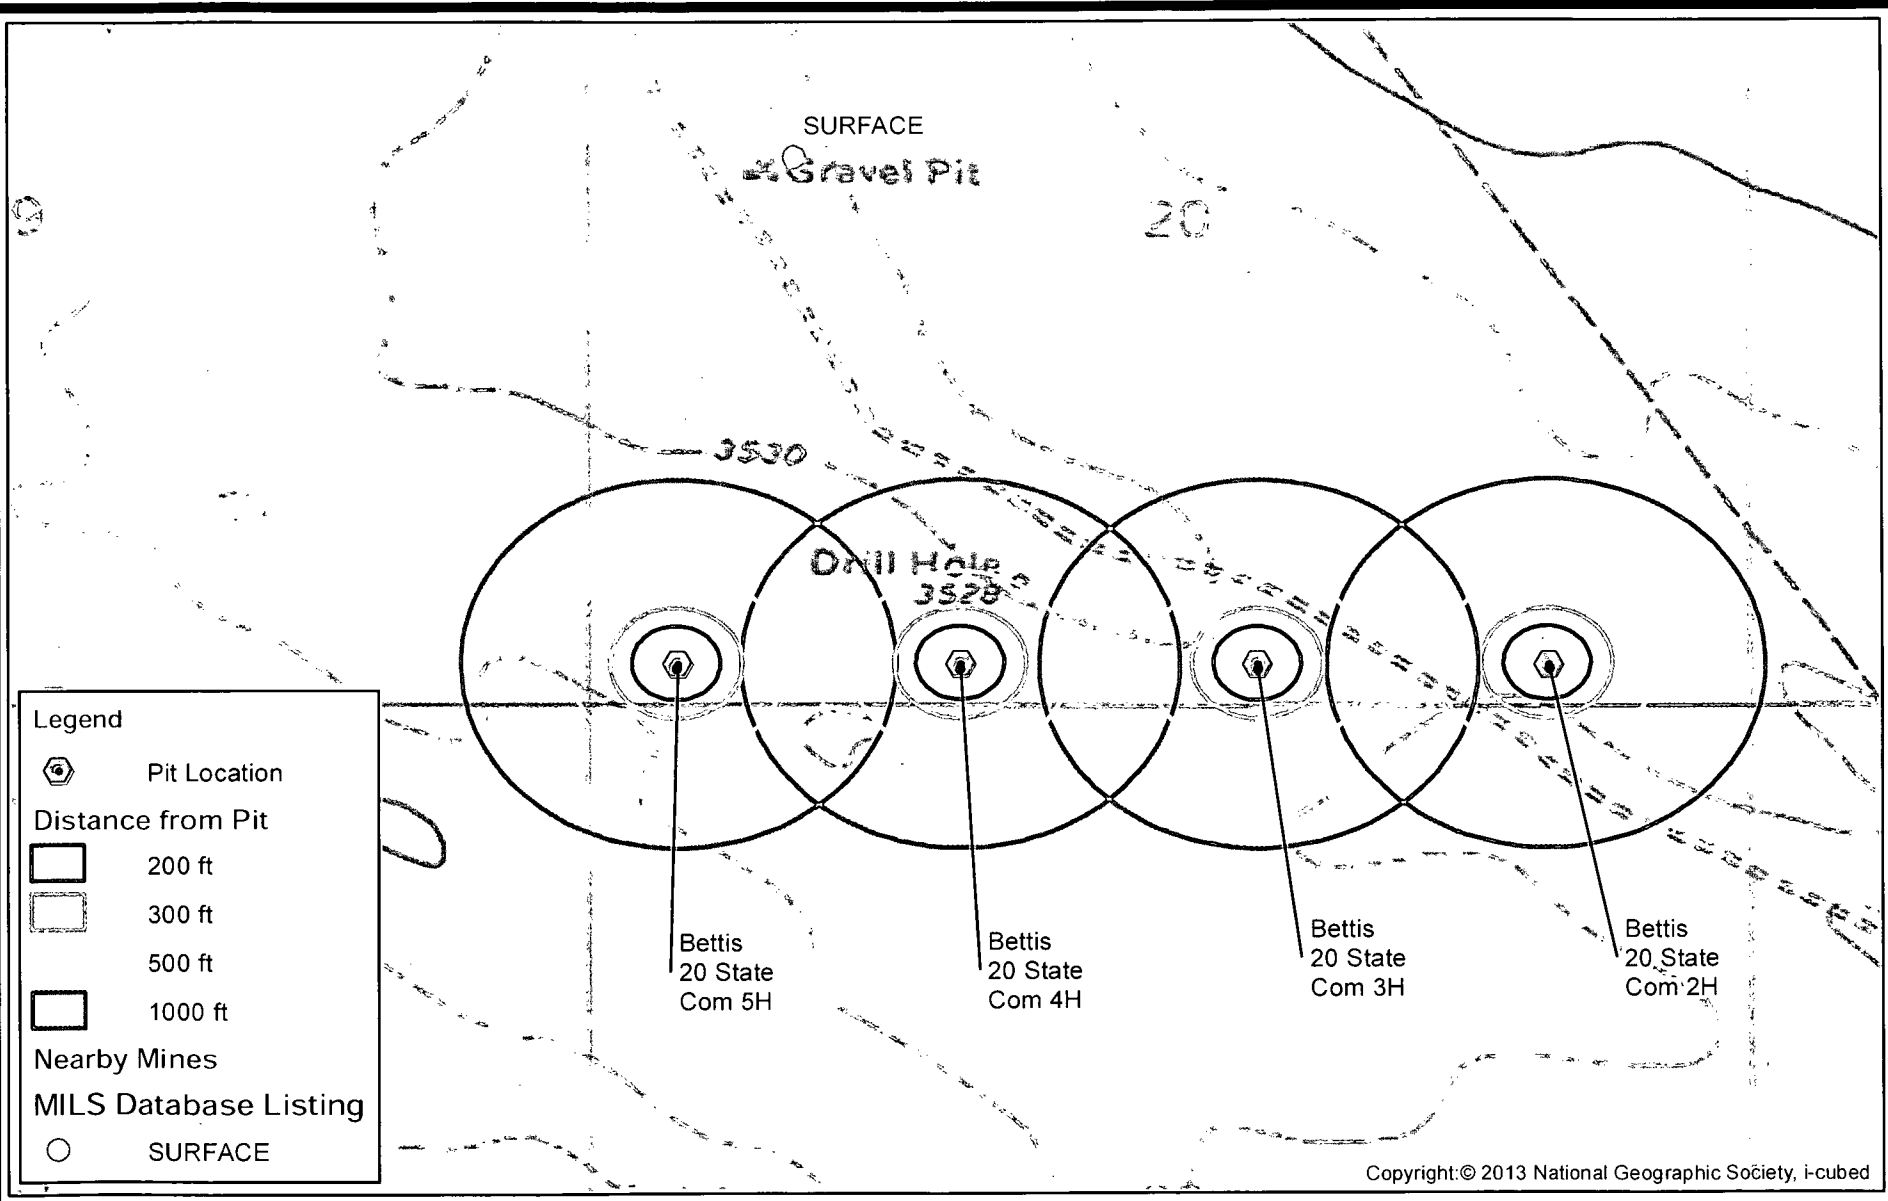 SURFACE
Gravel Pit
20
3530
Drill Hole
3528
Legend
Pit Location
Distance from Pit
200 ft
300 ft
500 ft
1000 ft
Nearby Mines
MILS Database Listing
SURFACE
Bettis
20 State
Com 5H
Bettis
20 State
Com 4H
Bettis
20 State
Com 3H
Bettis
20 State
Com 2H
Copyright:© 2013 National Geographic Society, i-cubed